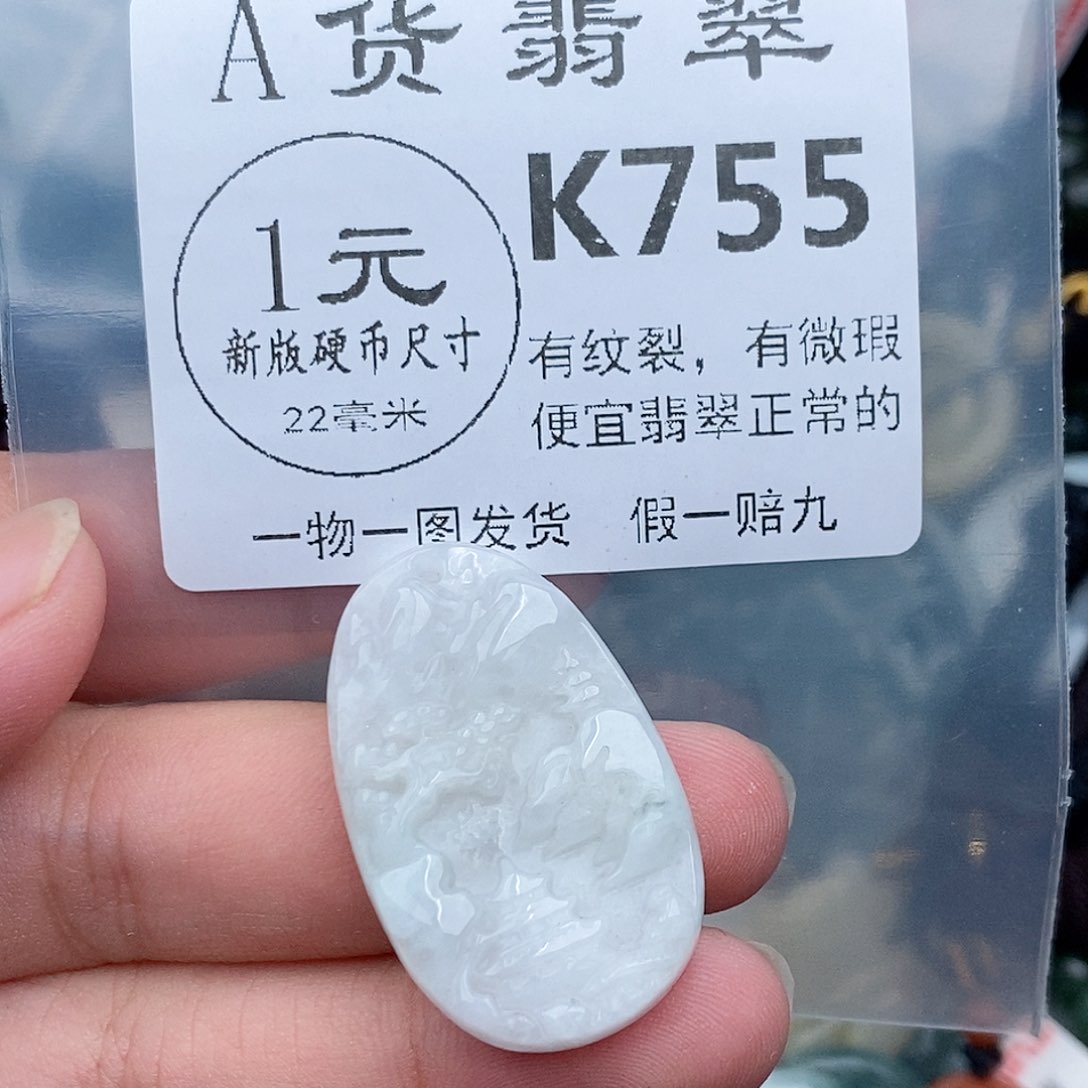 A货翡翠
K755
1元
新版硬币尺寸
22毫米
有纹裂，有微瑕
便宜翡翠正常的
一物一图发货 假一赔九